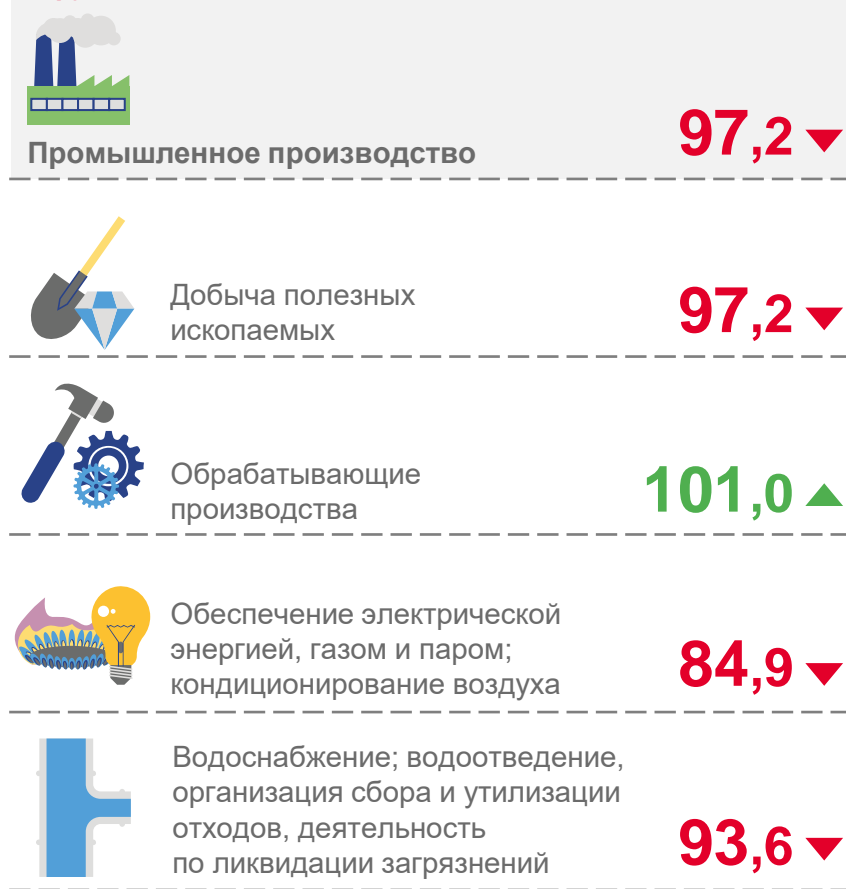 Промышленное производство
97,2
Добыча полезных
ископаемых
97,2
Обрабатывающие
производства
101,0
Обеспечение электрической
энергией, газом и паром;
кондиционирование воздуха
84,9
Водоснабжение; водоотведение,
организация сбора и утилизации
отходов, деятельность
по ликвидации загрязнений
93,6